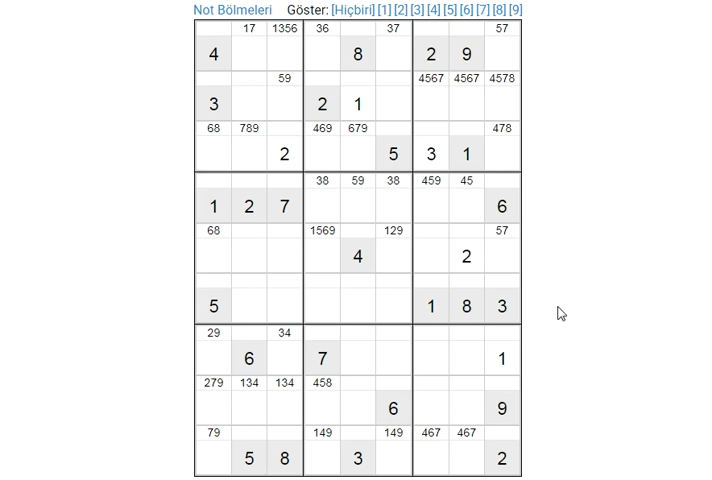 Not Bölmeleri Göster: [Hiçbiri] [1] [2] [3] [4] [5] [6] [7] [8] [9]
17 1356 36 37 57
4 8 2 9
59 4567 4567 4578
3 2 1
68 789 469 679 478
2 5 3 1
38 59 38 459 45
1 2 7 6
68 1569 129 57
4 2
5 1 8 3
29 34
6 7 1
279 134 134 458
6 9
79 149 149 467 467
5 8 3 2